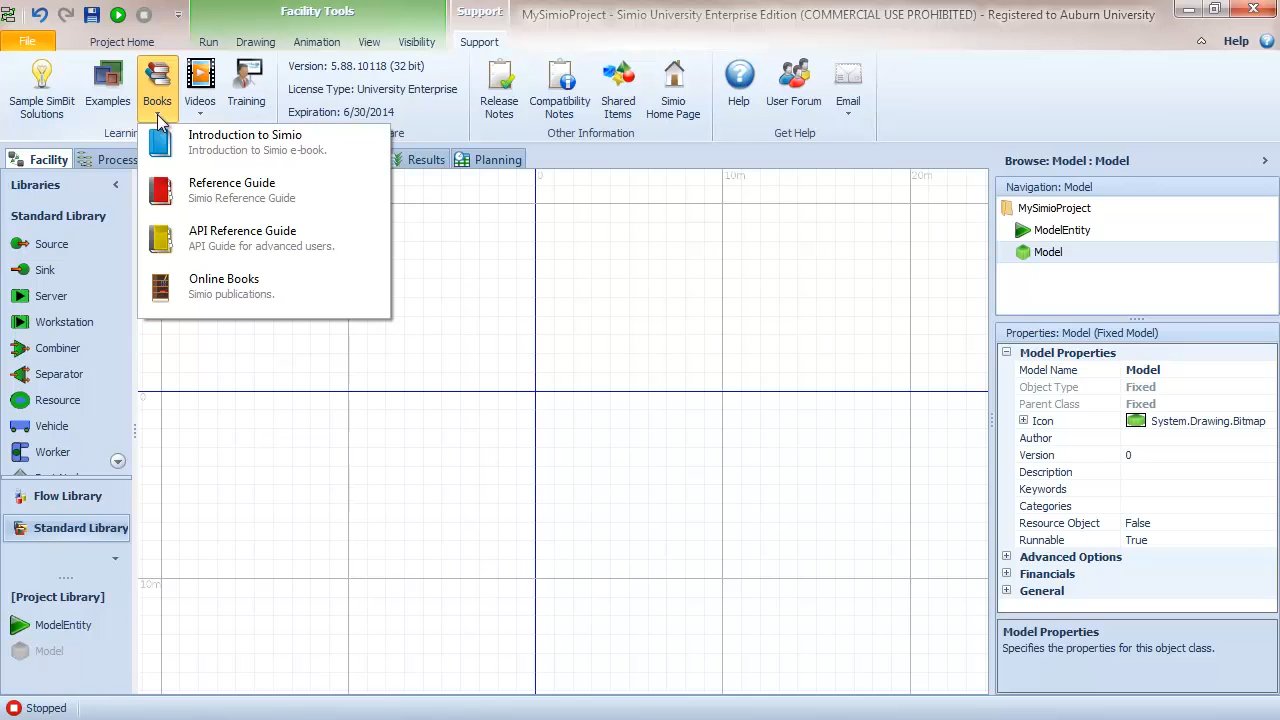 Facility Tools
Support
MySimioProject - Simio University Enterprise Edition (COMMERCIAL USE PROHIBITED) - Registered to Auburn University
File
Project Home
Run
Drawing
Animation
View
Visibility
Support
Help
Sample SimBit
Solutions
Examples
Books
Videos
Training
Version: 5.88.10118 (32 bit)
License Type: University Enterprise
Expiration: 6/30/2014
Release
Notes
Compatibility
Notes
Shared
Items
Simio
Home Page
Help
User Forum
Email
Other Information
Get Help
Introduction to Simio
Introduction to Simio e-book.
Reference Guide
Simio Reference Guide
API Reference Guide
API Guide for advanced users.
Online Books
Simio publications.
Facility
Results
Planning
Libraries
Standard Library
Source
Sink
Server
Workstation
Combiner
Separator
Resource
Vehicle
Worker
Flow Library
Standard Library
[Project Library]
ModelEntity
Model
0
10m
20m
0
10m
Browse: Model : Model
Navigation: Model
MySimioProject
ModelEntity
Model
Properties: Model (Fixed Model)
Model Properties
Model Name Model
Object Type Fixed
Parent Class Fixed
Icon System.Drawing.Bitmap
Author
Version 0
Description
Keywords
Categories
Resource Object False
Runnable True
Advanced Options
Financials
General
Model Properties
Specifies the properties for this object class.
Stopped